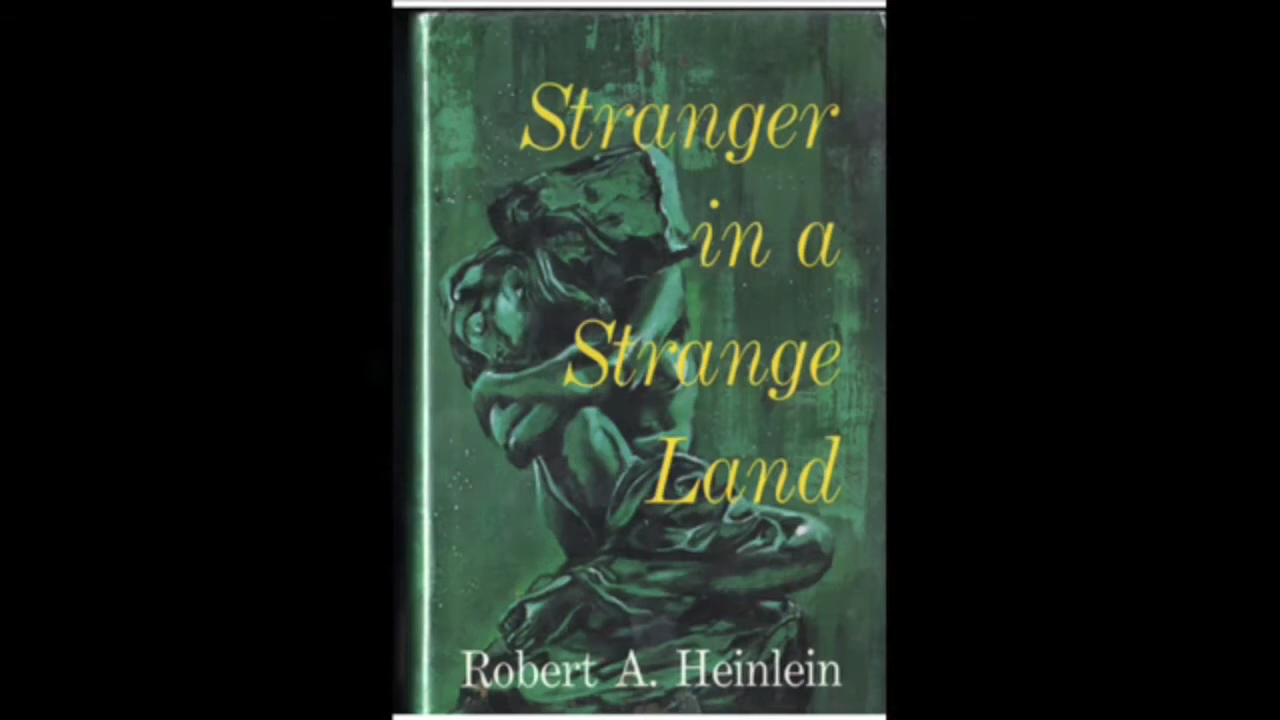 Stranger
in a
Strange
Land
Robert A. Heinlein